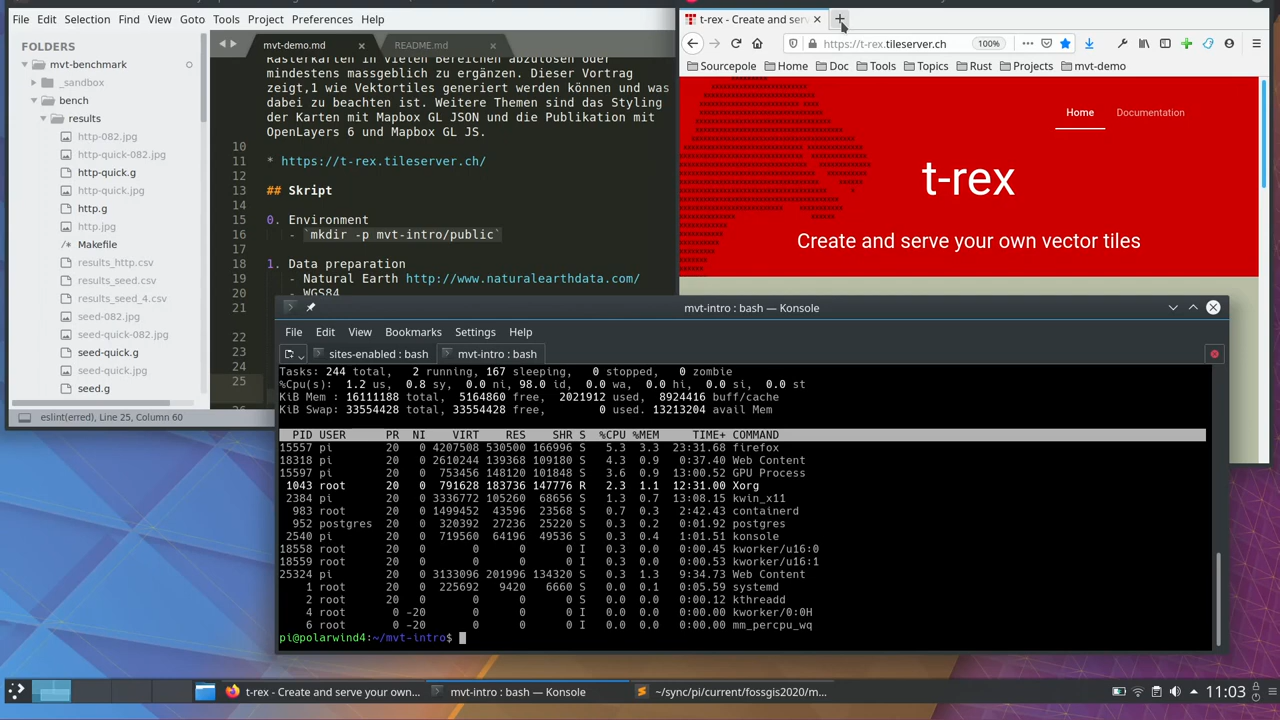 File Edit Selection Find View Goto Tools Project Preferences Help
FOLDERS
mvt-benchmark
_sandbox
bench
results
http-082.jpg
http-quick-082.jpg
http-quick.g
http-quick.jpg
http.g
http.jpg
Makefile
results_http.csv
results_seed.csv
results_seed_4.csv
seed-082.jpg
seed-quick-082.jpg
seed-quick.g
seed-quick.jpg
seed.g
eslint(erred), Line 25, Column 60
mvt-demo.md
README.md
Rasterkarten in vielen Bereichen abzulösen oder
mindestens massgeblich zu ergänzen. Dieser Vortrag
zeigt,1 wie Vektortiles generiert werden können und was
dabei zu beachten ist. Weitere Themen sind das Styling
der Karten mit Mapbox GL JSON und die Publikation mit
OpenLayers 6 und Mapbox GL JS.
10
11 * https://t-rex.tileserver.ch/
12
13 ## Skript
14
15 0. Environment
16 - `mkdir -p mvt-intro/public`
17
18 1. Data preparation
19 - Natural Earth http://www.naturalearthdata.com/
20 - WGS84
21
22
23
24
25
t-rex - Create and serv
https://t-rex.tileserver.ch 100%
Sourcepole Home Doc Tools Topics Rust Projects mvt-demo
Home Documentation
t-rex
Create and serve your own vector tiles
mvt-intro : bash — Konsole
File Edit View Bookmarks Settings Help
sites-enabled : bash mvt-intro : bash
Tasks: 244 total, 2 running, 167 sleeping, 0 stopped, 0 zombie
%Cpu(s): 1.2 us, 0.8 sy, 0.0 ni, 98.0 id, 0.0 wa, 0.0 hi, 0.0 si, 0.0 st
KiB Mem : 16111188 total, 5164860 free, 2021912 used, 8924416 buff/cache
KiB Swap: 33554428 total, 33554428 free, 0 used. 13213204 avail Mem
PID USER PR NI VIRT RES SHR S %CPU %MEM TIME+ COMMAND
15557 pi 20 0 4207508 530500 166996 S 5.3 3.3 23:31.68 firefox
18318 pi 20 0 2610244 139368 109180 S 4.3 0.9 0:37.40 Web Content
15597 pi 20 0 753456 148120 101848 S 3.6 0.9 13:00.52 GPU Process
1043 root 20 0 791628 183736 147776 R 2.3 1.1 12:31.00 Xorg
2384 pi 20 0 3336772 105260 68656 S 1.3 0.7 13:08.15 kwin_x11
983 root 20 0 1499452 43596 23568 S 0.7 0.3 2:42.43 containerd
952 postgres 20 0 320392 27236 25220 S 0.3 0.2 0:01.92 postgres
2540 pi 20 0 719560 64196 49536 S 0.3 0.4 1:01.51 konsole
18558 root 20 0 0 0 0 I 0.3 0.0 0:00.45 kworker/u16:0
18559 root 20 0 0 0 0 I 0.3 0.0 0:00.53 kworker/u16:1
25324 pi 20 0 3133096 201996 134320 S 0.3 1.3 9:34.73 Web Content
1 root 20 0 225692 9420 6660 S 0.0 0.1 0:05.59 systemd
2 root 20 0 0 0 0 S 0.0 0.0 0:00.12 kthreadd
4 root 0 -20 0 0 0 I 0.0 0.0 0:00.00 kworker/0:0H
6 root 0 -20 0 0 0 I 0.0 0.0 0:00.00 mm_percpu_wq
pi@polarwind4:~/mvt-intro$
t-rex - Create and serve your own... mvt-intro : bash — Konsole ~/sync/pi/current/fossgis2020/m... 11:03